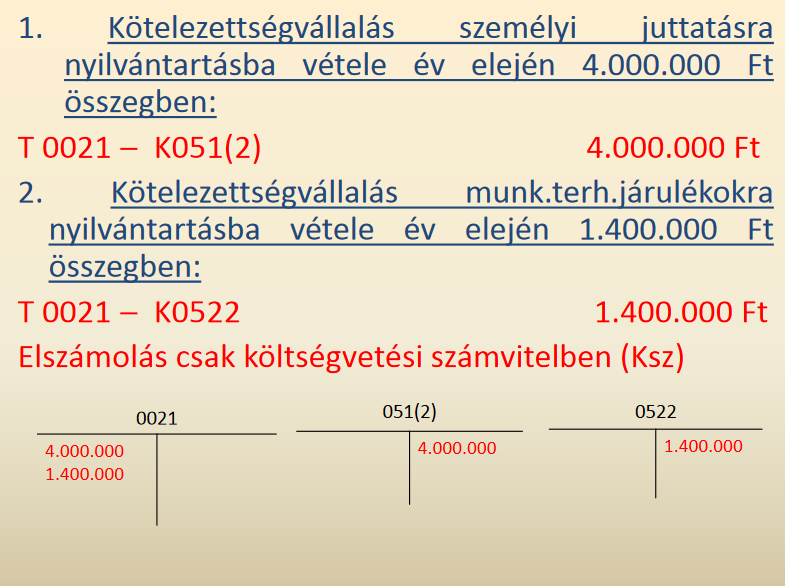 1. Kötelezettségvállalás személyi juttatásra
nyilvántartásba vétele év elején 4.000.000 Ft
összegben:
T 0021 – K051(2) 4.000.000 Ft
2. Kötelezettségvállalás munk.terh.járulékokra
nyilvántartásba vétele év elején 1.400.000 Ft
összegben:
T 0021 – K0522 1.400.000 Ft
Elszámolás csak költségvetési számvitelben (Ksz)
0021 051(2) 0522
4.000.000 4.000.000 1.400.000
1.400.000